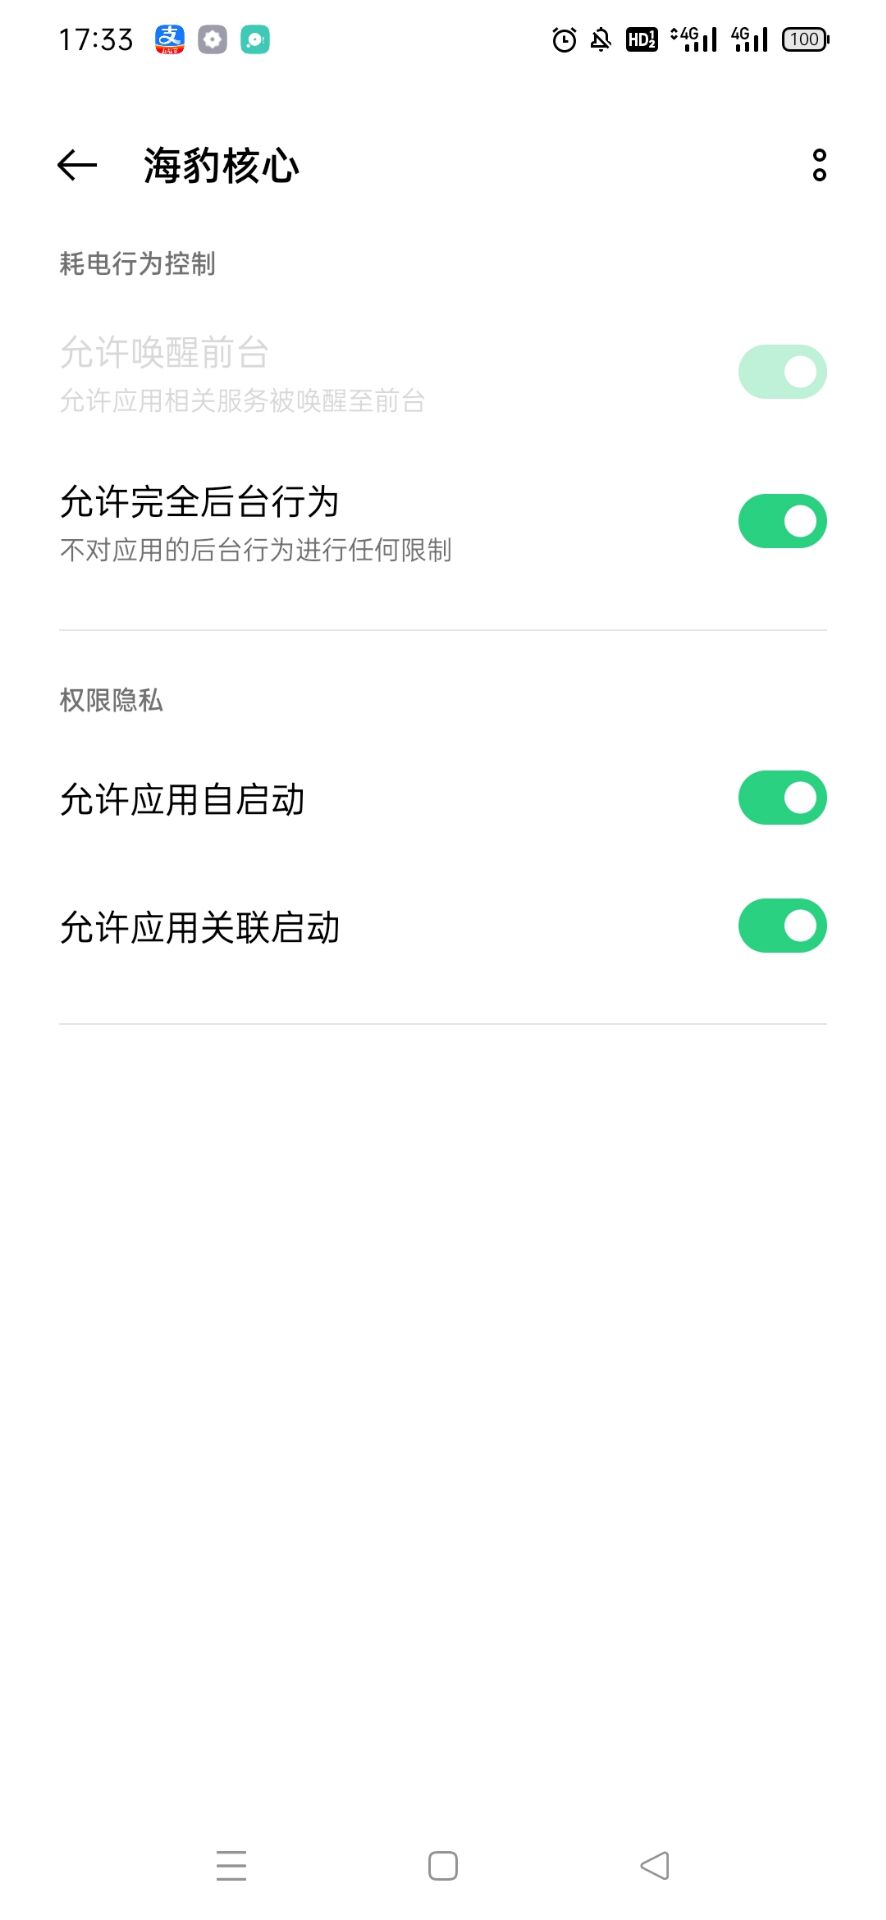 17:33
HD 1 2 4G 4G 100
海豹核心
耗电行为控制
允许唤醒前台
允许应用相关服务被唤醒至前台
允许完全后台行为
不对应用的后台行为进行任何限制
权限隐私
允许应用自启动
允许应用关联启动